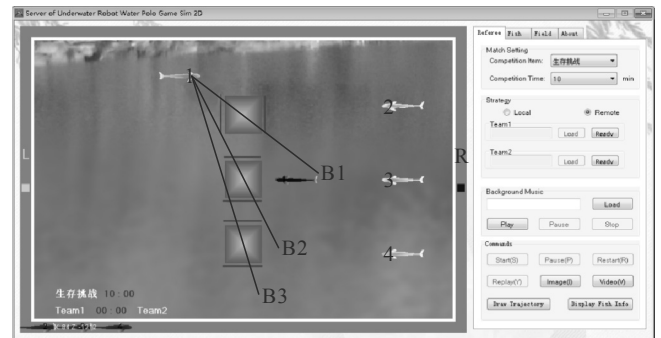 Server of Underwater Robot Water Polo Game Sim 2D
Referee Fish Field About
Match Setting
Competition Item: 生存挑战
Competition Time: 10 min
Strategy
Local Remote
Team1
Load Ready
Team2
Load Ready
Background Music
Load
Play Pause Stop
Commands
Start(S) Pause(P) Restart(R)
Replay(Y) Image(I) Video(V)
Draw Trajectory Display Fish Info
L
R
1
2
B1
3
B2
4
B3
生存挑战 10 : 00
Team1 00 : 00 Team2